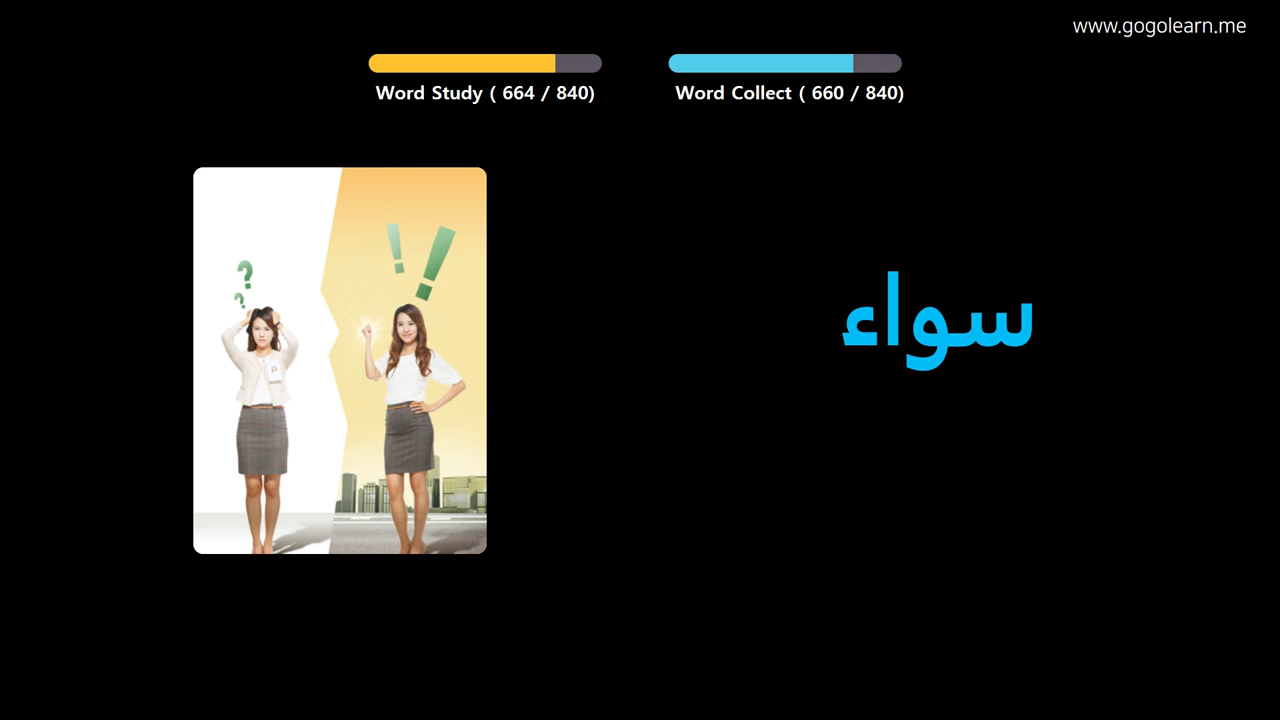 www.gogolearn.me
Word Study ( 664 / 840)
Word Collect ( 660 / 840)
? ?
! !
سواء